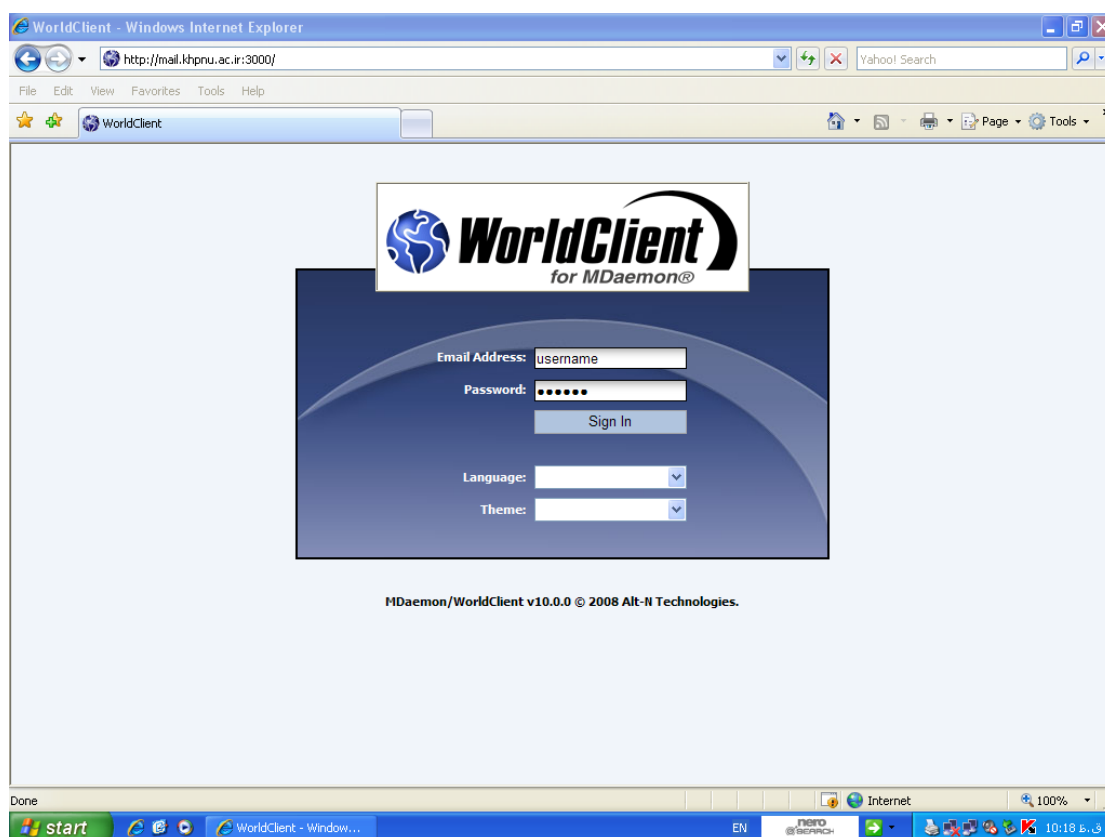 WorldClient - Windows Internet Explorer
http://mail.khpnu.ac.ir:3000/
Yahoo! Search
File Edit View Favorites Tools Help
WorldClient
Page Tools
WorldClient
for MDaemon®
Email Address: username
Password: ••••••
Sign In
Language:
Theme:
MDaemon/WorldClient v10.0.0 © 2008 Alt-N Technologies.
Done Internet 100%
start WorldClient - Window... EN nero SEARCH 10:18 ق.ظ